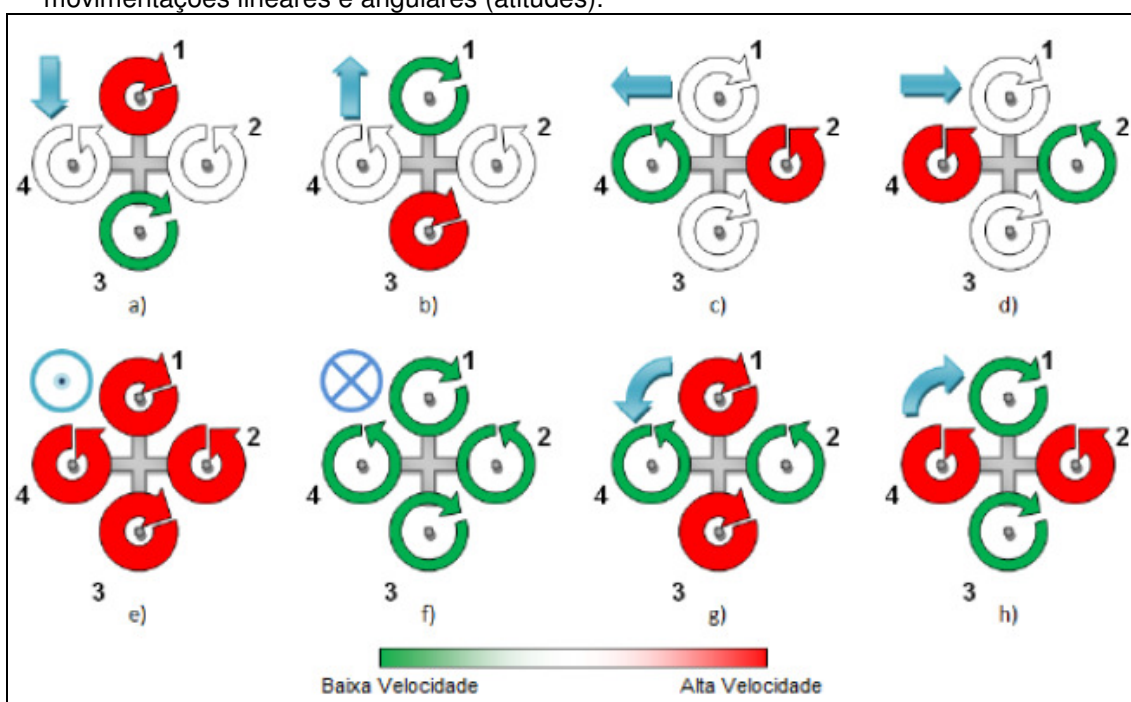 movimentações lineares e angulares (atitudes).
1 1 1 1
2 2 2 2
4 4 4 4
3 3 3 3
a) b) c) d)
1 1 1 1
2 2 2 2
4 4 4 4
3 3 3 3
e) f) g) h)
Baixa Velocidade Alta Velocidade